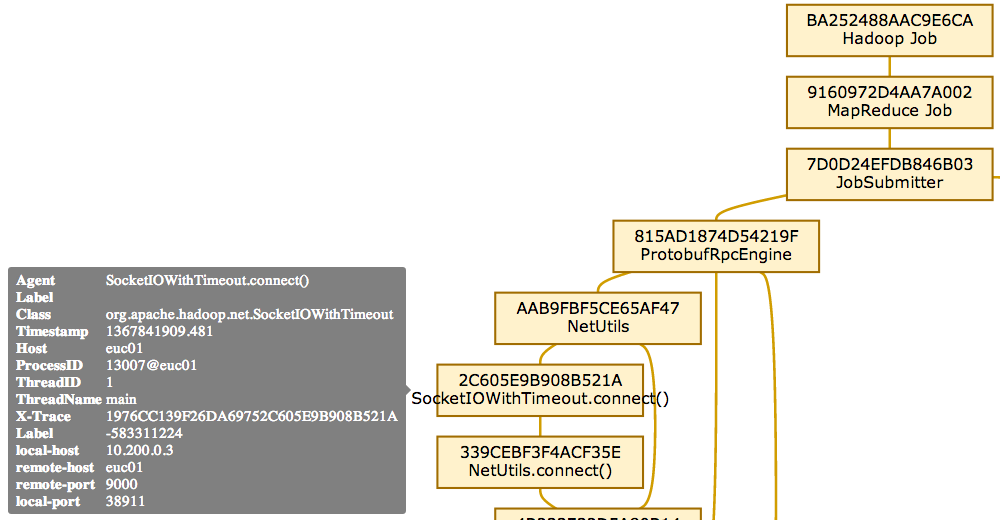 BA252488AAC9E6CA
Hadoop Job
9160972D4AA7A002
MapReduce Job
7D0D24EFDB846B03
JobSubmitter
815AD1874D54219F
ProtobufRpcEngine
AAB9FBF5CE65AF47
NetUtils
2C605E9B908B521A
SocketIOWithTimeout.connect()
339CEBF3F4ACF35E
NetUtils.connect()
Agent SocketIOWithTimeout.connect()
Label
Class org.apache.hadoop.net.SocketIOWithTimeout
Timestamp 1367841909.481
Host euc01
ProcessID 13007@euc01
ThreadID 1
ThreadName main
X-Trace 1976CC139F26DA69752C605E9B908B521A
Label -583311224
local-host 10.200.0.3
remote-host euc01
remote-port 9000
local-port 38911